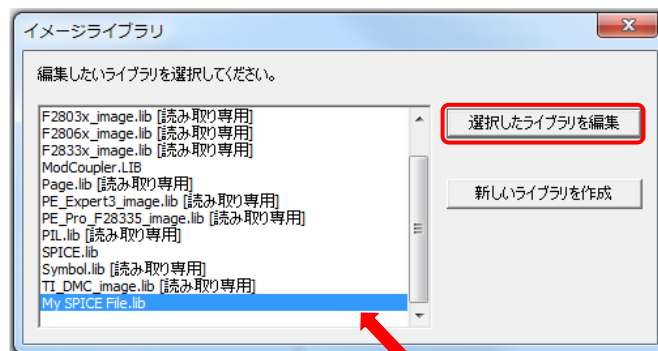 イメージライブラリ
編集したいライブラリを選択してください。
F2803x_image.lib [読み取り専用]
F2806x_image.lib [読み取り専用]
F2833x_image.lib [読み取り専用]
ModCoupler.LIB
Page.lib [読み取り専用]
PE_Expert3_image.lib [読み取り専用]
PE_Pro_F28335_image.lib [読み取り専用]
PIL.lib [読み取り専用]
SPICE.lib
Symbol.lib [読み取り専用]
TI_DMC_image.lib [読み取り専用]
My SPICE File.lib
選択したライブラリを編集
新しいライブラリを作成